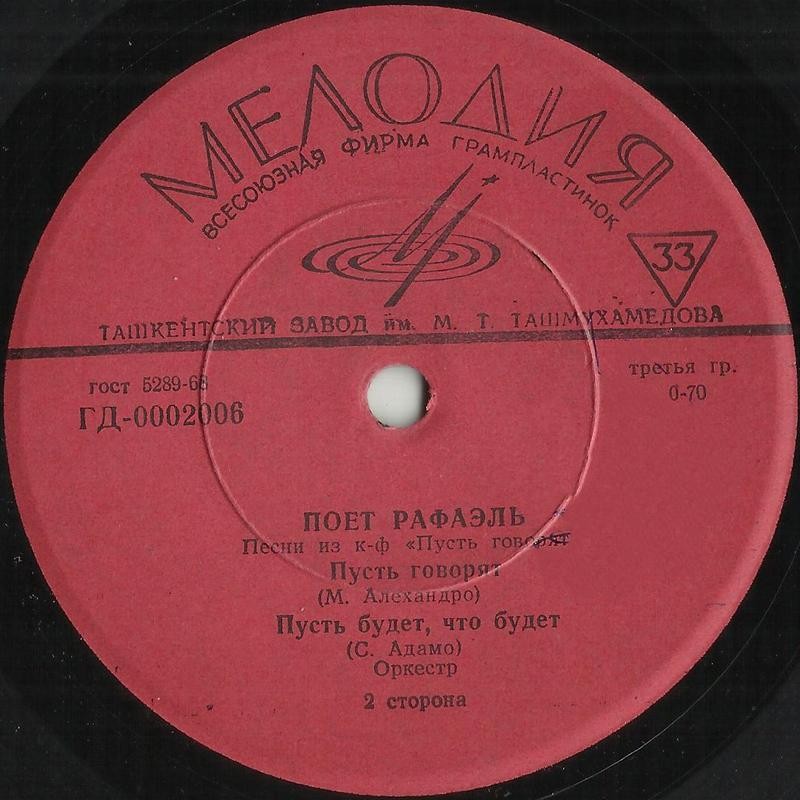 МЕЛОДИЯ
ВСЕСОЮЗНАЯ ФИРМА ГРАМПЛАСТИНОК
33
ТАШКЕНТСКИЙ ЗАВОД им. М. Т. ТАШМУХАМЕДОВА
гост 5289-68
ГД-0002006
третья гр.
0-70
ПОЕТ РАФАЭЛЬ
Песни из к-ф «Пусть говорят
Пусть говорят
(М. Алехандро)
Пусть будет, что будет
(С. Адамо)
Оркестр
2 сторона